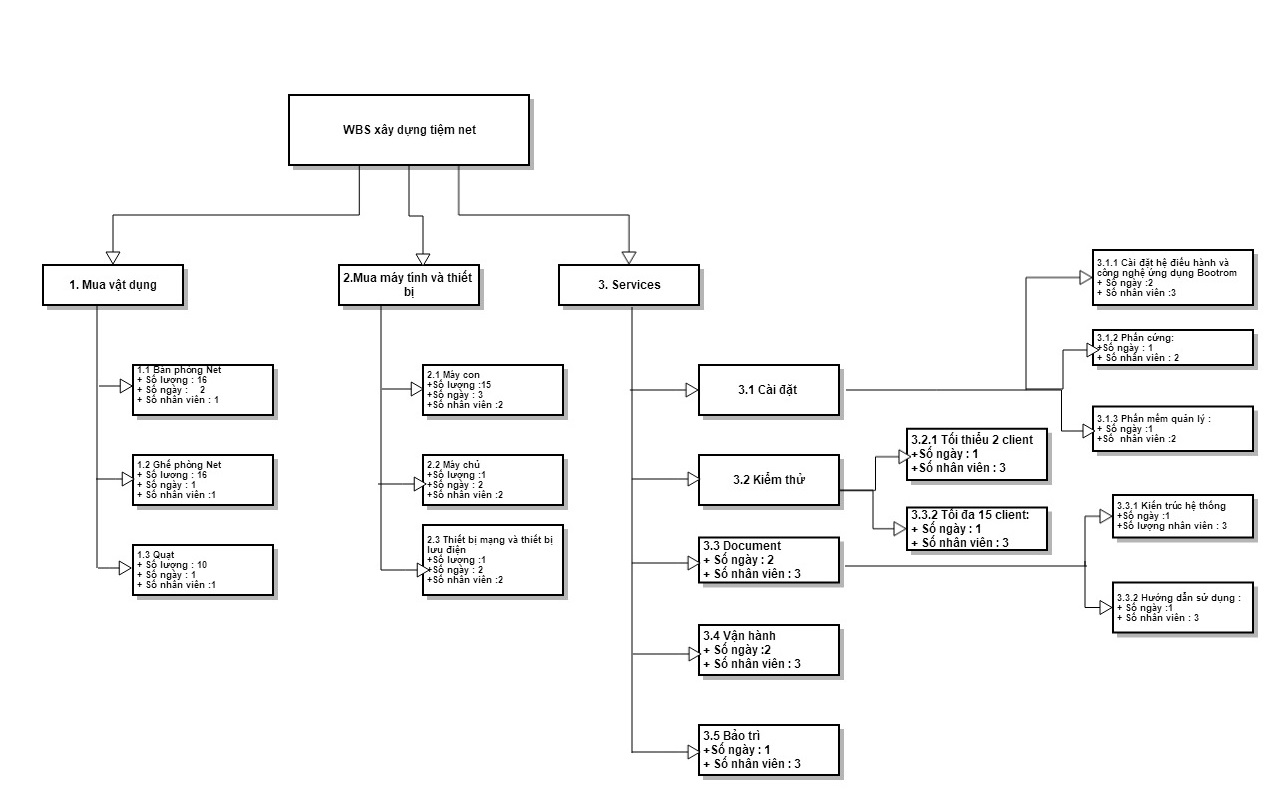 WBS xây dựng tiệm net
1. Mua vật dụng
2.Mua máy tính và thiết
bị
3. Services
1.1 Bàn phòng Net
+ Số lượng : 16
+ Số ngày : 2
+ Số nhân viên : 1
1.2 Ghế phòng Net
+ Số lượng : 16
+ Số ngày : 1
+ Số nhân viên :1
1.3 Quạt
+ Số lượng : 10
+ Số ngày : 1
+ Số nhân viên :1
2.1 Máy con
+Số lượng :15
+Số ngày : 3
+Số nhân viên :2
2.2 Máy chủ
+Số lượng :1
+Số ngày : 2
+Số nhân viên :2
2.3 Thiết bị mạng và thiết bị
lưu điện
+Số lượng :1
+Số ngày : 2
+Số nhân viên :2
3.1 Cài đặt
3.2 Kiểm thử
3.3 Document
+ Số ngày : 2
+ Số nhân viên : 3
3.4 Vận hành
+ Số ngày :2
+ Số nhân viên : 3
3.5 Bảo trì
+Số ngày : 1
+ Số nhân viên : 3
3.2.1 Tối thiểu 2 client
+Số ngày : 1
+Số nhân viên : 3
3.3.2 Tối đa 15 client:
+ Số ngày : 1
+ Số nhân viên : 3
3.1.1 Cài đặt hệ điều hành và
công nghệ ứng dụng Bootrom
+ Số ngày :2
+ Số nhân viên :3
3.1.2 Phần cứng:
+Số ngày : 1
+ Số nhân viên : 2
3.1.3 Phần mềm quản lý :
+ Số ngày :1
+Số nhân viên :2
3.3.1 Kiến trúc hệ thống
+Số ngày :1
+Số lượng nhân viên : 3
3.3.2 Hướng dẫn sử dụng :
+ Số ngày :1
+ Số nhân viên : 3